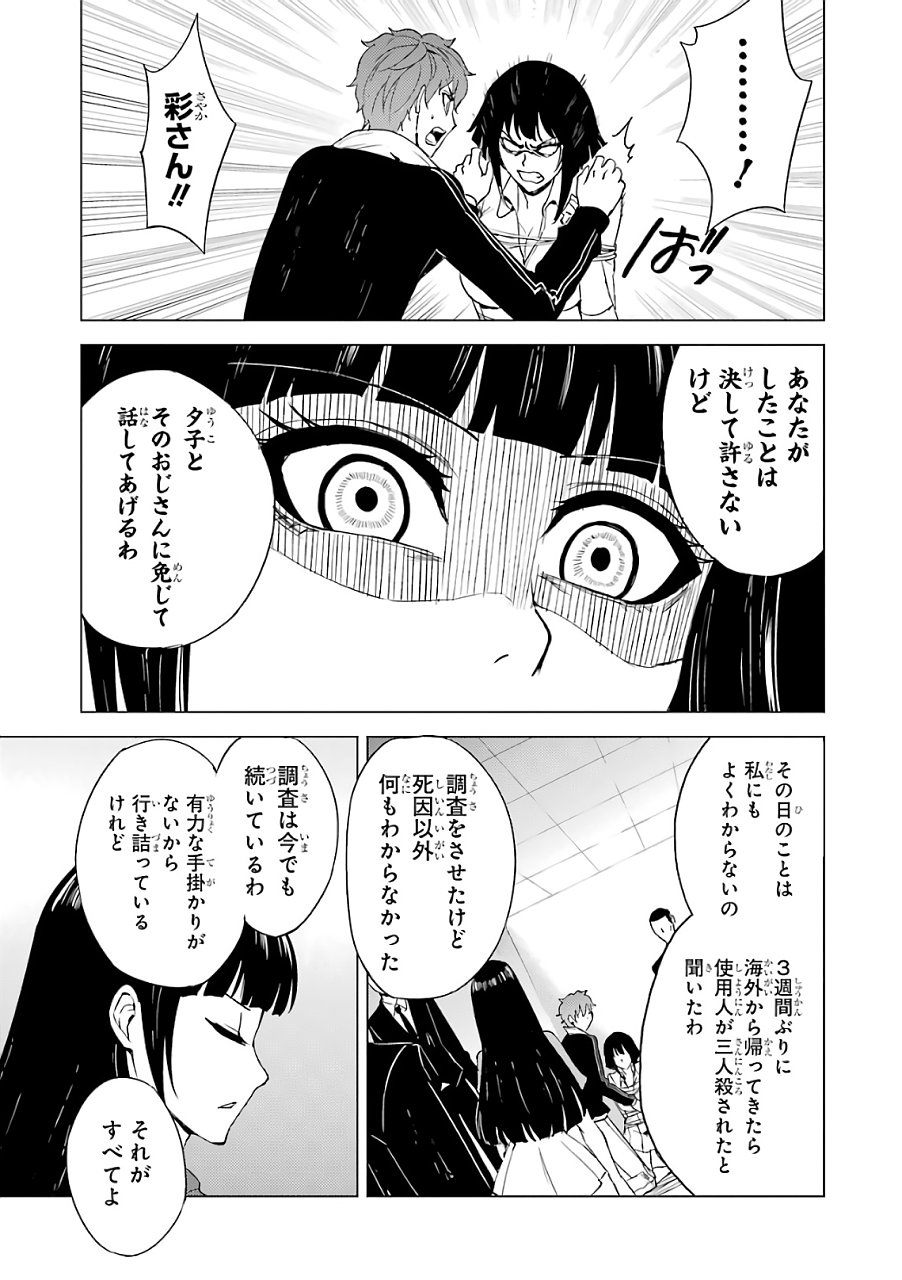 ………！
おﾞっ
彩さん!!
あなたが
したことは
決して許さない
けど
夕子と
そのおじさんに免じて
話してあげるわ
その日のことは
私にも
よくわからないの
3週間ぶりに
海外から帰ってきたら
使用人が三人殺されたと
聞いたわ
調査をさせたけど
死因以外
何もわからなかった
調査は今でも
続いているわ
有力な手掛かりが
ないから
行き詰っている
けれど
それが
すべてよ